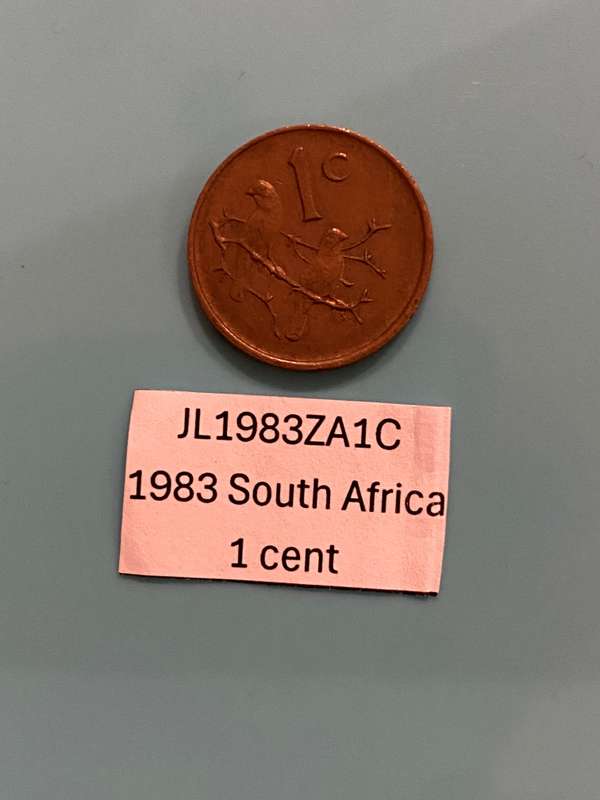 1c
JL1983ZA1C
1983 South Africa
1 cent